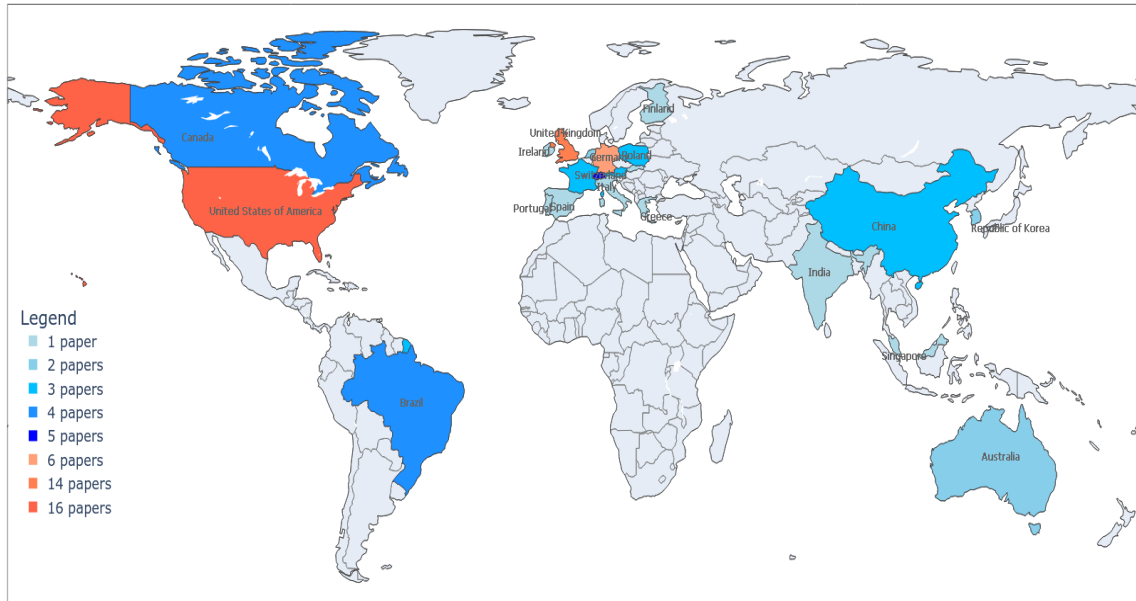 Finland
United Kingdom
Canada
Ireland
Germany
Poland
Switzerland
Italy
United States of America
Portugal
Spain
Greece
China
Republic of Korea
India
Singapore
Brazil
Australia
Legend
1 paper
2 papers
3 papers
4 papers
5 papers
6 papers
14 papers
16 papers